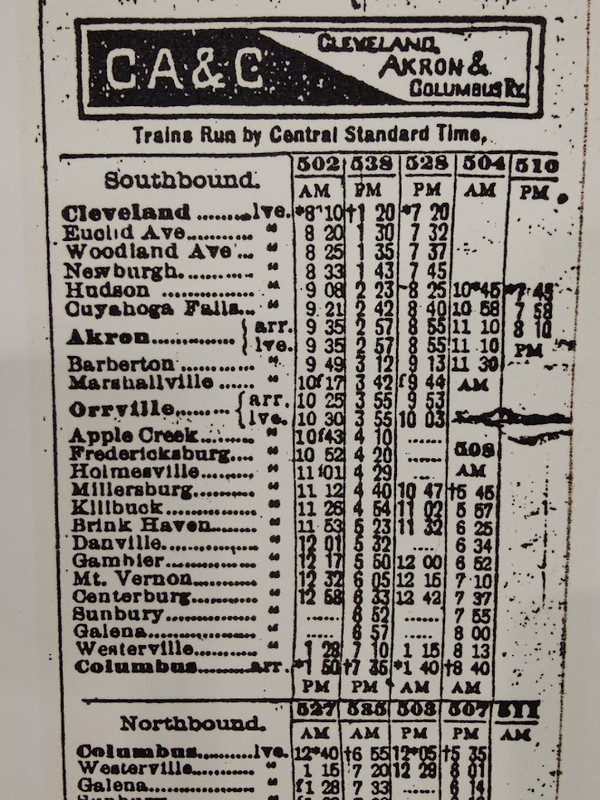 CA&C
CLEVELAND,
AKRON &
COLUMBUS RY.
Trains Run by Central Standard Time,
Southbound. 502 538 528 504 510
AM PM PM AM PM
Cleveland.........lve. *8 10 †1 20 *7 20
Euclid Ave............ “ 8 20 1 30 7 32
Woodland Ave... “ 8 25 1 35 7 37
Newburgh........... “ 8 33 1 43 7 45
Hudson .............. “ 9 08 2 23 8 25 10*45 *7 45
Cuyahoga Falls... “ 9 21 2 42 8 40 10 58 7 58
Akron.............. { arr. 9 35 2 57 8 55 11 10 8 10
lve. 9 35 2 57 8 55 11 10 PM
Barberton ............ “ 9 49 3 12 9 13 11 30
Marshallville ...... “ 10f17 3 42 f9 44 AM
Orrville......... { arr. 10 25 3 55 9 53
lve. 10 30 3 55 10 03
Apple Creek......... “ 10f43 4 10 ...... 508
Fredericksburg.... “ 10 52 4 20 ...... AM
Holmesville......... “ 11f01 4 29 ......
Millersburg.......... “ 11 12 4 40 10 47 †5 45
Killbuck............... “ 11 26 4 54 11 02 5 57
Brink Haven........ “ 11 53 5 23 11 32 6 25
Danville............... “ 12 01 5 32 ...... 6 34
Gambier .............. “ 12 17 5 50 12 00 6 52
Mt. Vernon.......... “ 12 32 6 05 12 15 7 10
Centerburg.......... “ 12 58 6 33 12 42 7 37
Sunbury .............. “ ...... 6 52 ...... 7 55
Galena................. “ ...... 6 57 ...... 8 00
Westerville.......... “ 1 28 7 10 1 15 8 13
Columbus.......arr. *1 50 †7 35 *1 40 †8 40
PM PM AM AM
Northbound. 527 535 503 507 511
AM AM PM AM AM
Columbus.........lve. 12*40 †6 55 12*05 †5 35
Westerville.......... “ 1 15 7 20 12 29 6 01
Galena................. “ f1 28 7 33 ...... 6 14